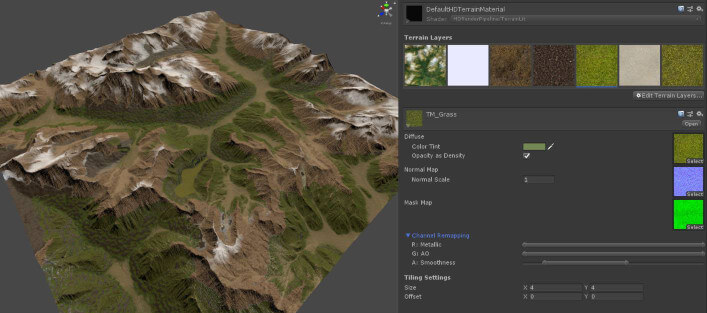 DefaultHDTerrainMaterial
Shader HDRenderPipeline/TerrainLit
Terrain Layers
Edit Terrain Layers...
TM_Grass
Open
Diffuse
Color Tint
Opacity as Density
Select
Normal Map
Normal Scale 1
Select
Mask Map
Select
Channel Remapping
R: Metallic
G: AO
A: Smoothness
Tiling Settings
Size X 4 Y 4
Offset X 0 Y 0